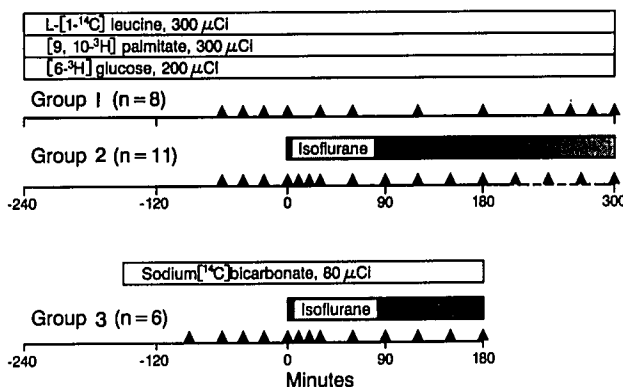 L-[1-¹⁴C] leucine, 300 μCi
[9, 10-³H] palmitate, 300 μCi
[6-³H] glucose, 200 μCi
Group 1 (n=8)
Isoflurane
Group 2 (n=11)
-240 -120 0 90 180 300
Sodium[¹⁴C]bicarbonate, 80 μCi
Isoflurane
Group 3 (n=6)
-240 -120 0 90 180
Minutes